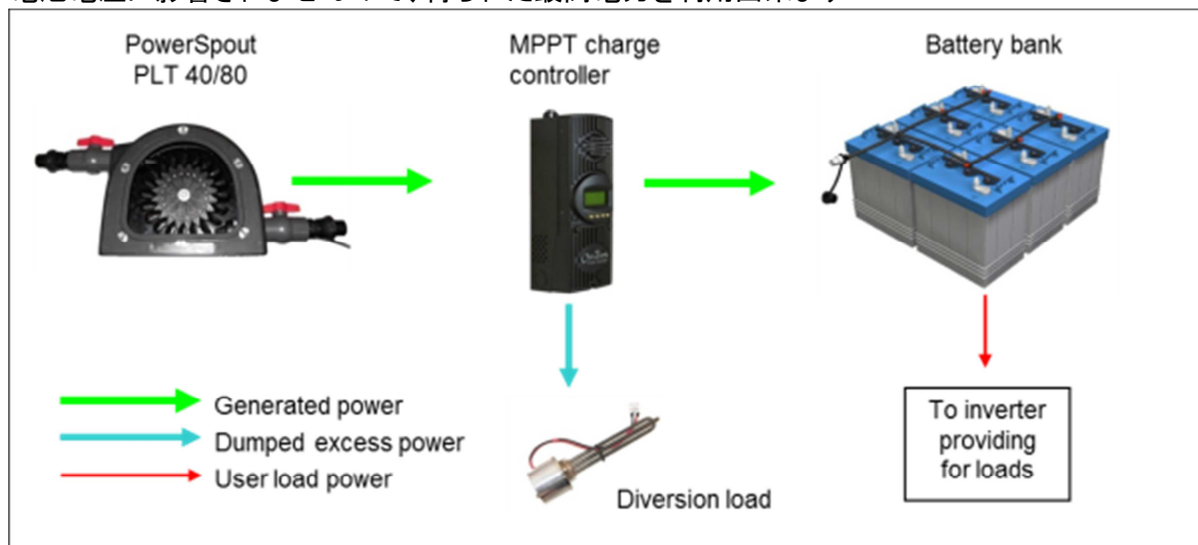 PowerSpout
PLT 40/80
MPPT charge
controller
Battery bank
Generated power
Dumped excess power
User load power
Diversion load
To inverter
providing
for loads